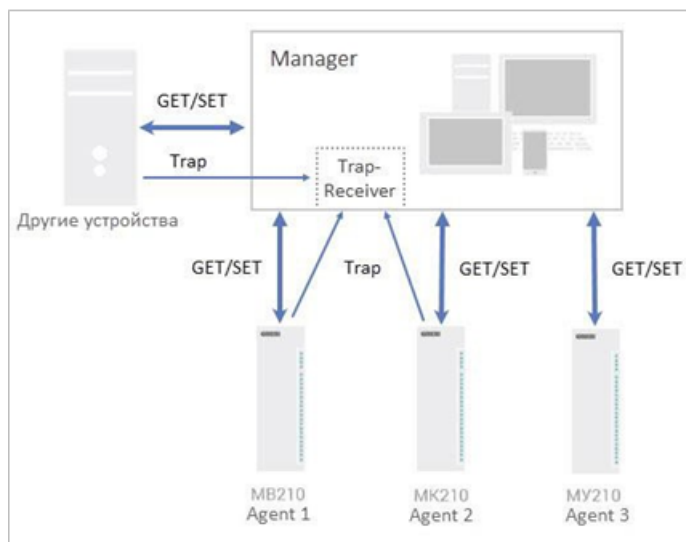 Manager
GET/SET
Trap
Trap-
Receiver
Другие устройства
GET/SET
Trap
GET/SET
GET/SET
МВ210
Agent 1
МК210
Agent 2
МУ210
Agent 3